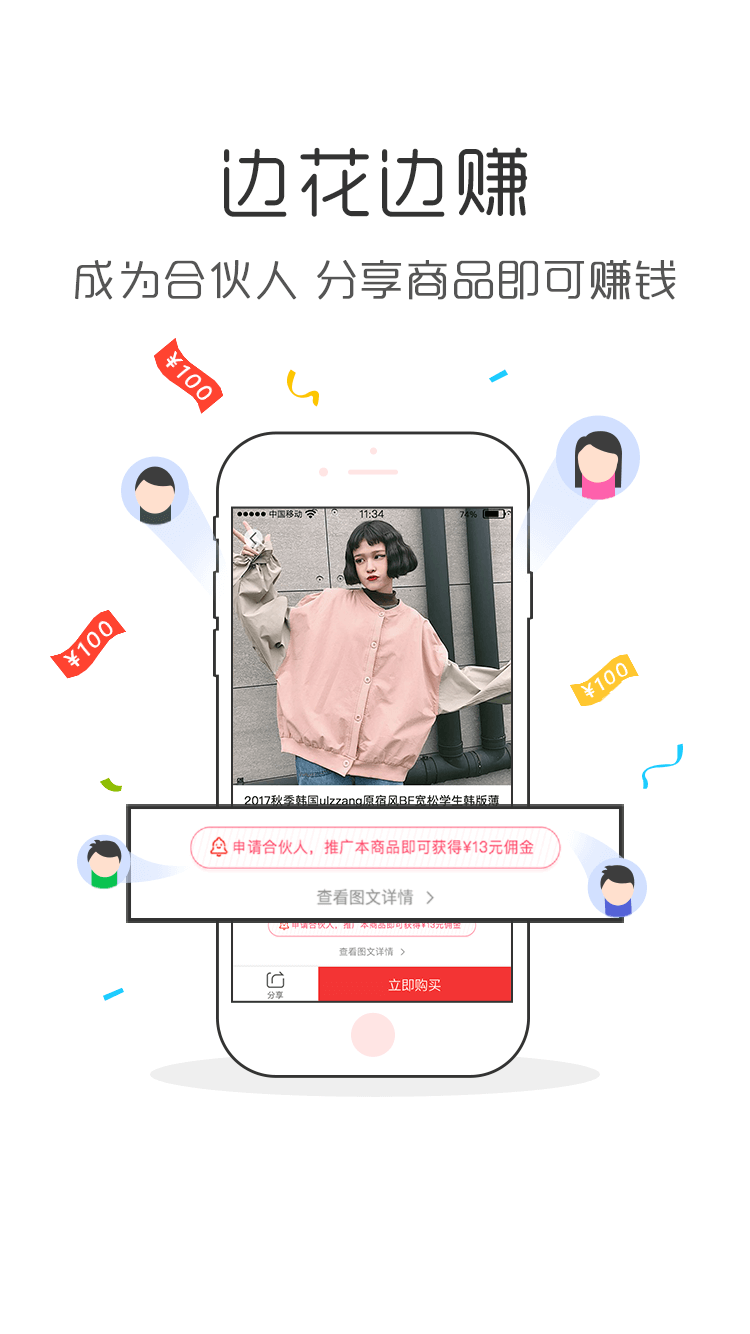 边花边赚
成为合伙人 分享商品即可赚钱
¥100
中国移动 11:34 74%
¥100
¥100
2017秋季韩国ulzzang原宿风BF宽松学生韩版薄
申请合伙人，推广本商品即可获得¥13元佣金
查看图文详情
申请合伙人，推广本商品即可获得¥13元佣金
查看图文详情
分享
立即购买